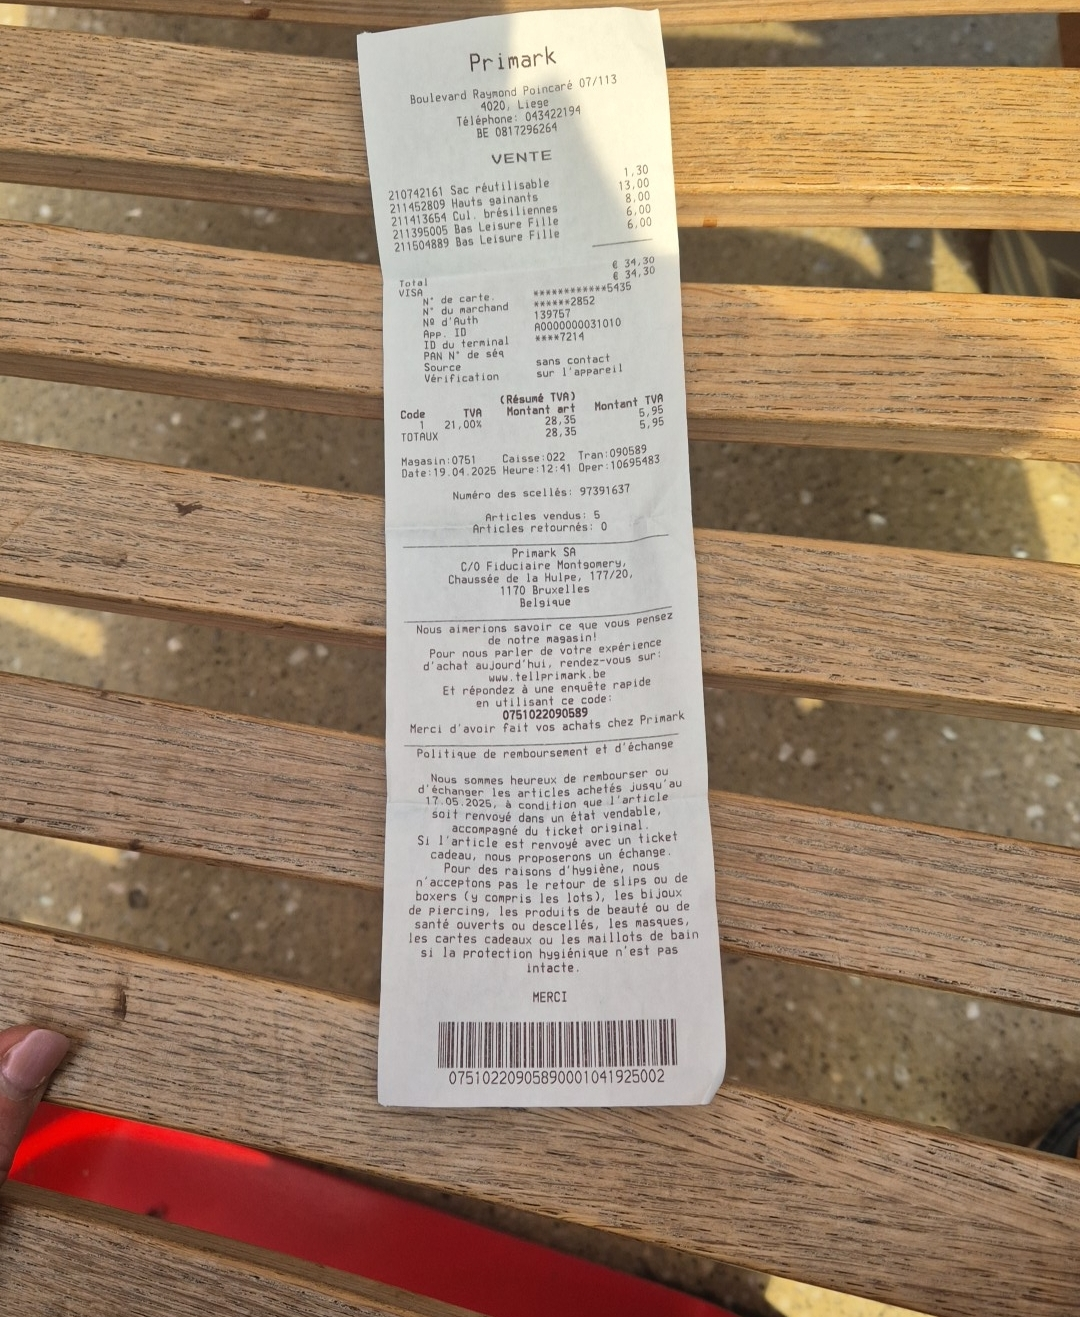 Primark
Boulevard Raymond Poincaré 07/113
4020, Liege
Téléphone: 043422194
BE 0817296264
VENTE
210742161 Sac réutilisable 1,30
211452809 Hauts gainants 13,00
211413654 Cul. brésiliennes 8,00
211395005 Bas Leisure Fille 6,00
211504889 Bas Leisure Fille 6,00
Total € 34,30
VISA € 34,30
N° de carte. ************5435
N° du marchand ******2852
Nº d'Auth 139757
App. ID A0000000031010
ID du terminal ****7214
PAN N° de séq
Source sans contact
Vérification sur l'appareil
(Résumé TVA)
Code TVA Montant art Montant TVA
1 21,00% 28,35 5,95
TOTAUX 28,35 5,95
Magasin:0751 Caisse:022 Tran:090589
Date:19.04.2025 Heure:12:41 Oper:10695483
Numéro des scellés: 97391637
Articles vendus: 5
Articles retournés: 0
Primark SA
C/O Fiduciaire Montgomery,
Chaussée de la Hulpe, 177/20,
1170 Bruxelles
Belgique
Nous aimerions savoir ce que vous pensez
de notre magasin!
Pour nous parler de votre expérience
d'achat aujourd'hui, rendez-vous sur:
www.tellprimark.be
Et répondez à une enquête rapide
en utilisant ce code:
0751022090589
Merci d'avoir fait vos achats chez Primark
Politique de remboursement et d'échange
Nous sommes heureux de rembourser ou
d'échanger les articles achetés jusqu'au
17.05.2025, à condition que l'article
soit renvoyé dans un état vendable,
accompagné du ticket original.
Si l'article est renvoyé avec un ticket
cadeau, nous proposerons un échange.
Pour des raisons d'hygiène, nous
n'acceptons pas le retour de slips ou de
boxers (y compris les lots), les bijoux
de piercing, les produits de beauté ou de
santé ouverts ou descellés, les masques,
les cartes cadeaux ou les maillots de bain
si la protection hygiénique n'est pas
intacte.
MERCI
07510220905890001041925002